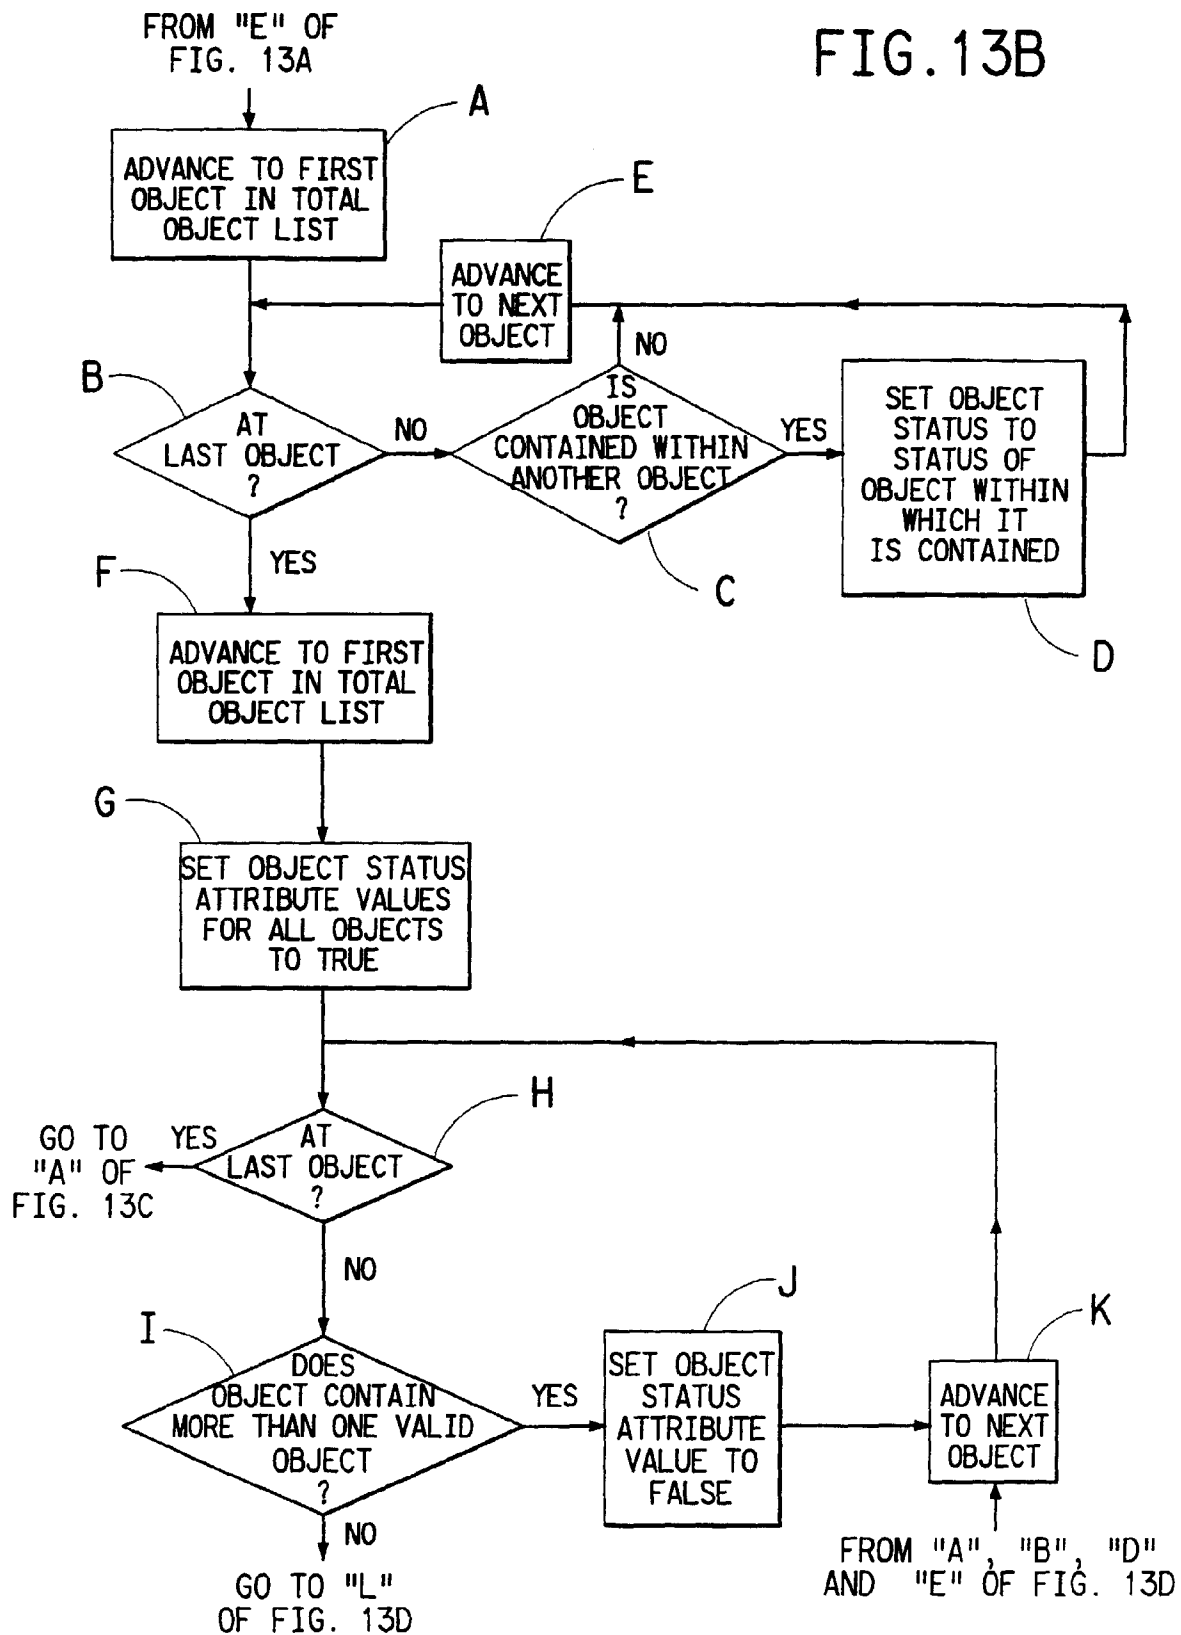 FROM "E" OF
FIG. 13A
FIG.13B
A
ADVANCE TO FIRST
OBJECT IN TOTAL
OBJECT LIST
E
ADVANCE
TO NEXT
OBJECT
NO
B
AT
LAST OBJECT
?
NO
IS
OBJECT
CONTAINED WITHIN
ANOTHER OBJECT
?
YES
SET OBJECT
STATUS TO
STATUS OF
OBJECT WITHIN
WHICH IT
IS CONTAINED
YES
C
D
F
ADVANCE TO FIRST
OBJECT IN TOTAL
OBJECT LIST
G
SET OBJECT STATUS
ATTRIBUTE VALUES
FOR ALL OBJECTS
TO TRUE
H
AT
LAST OBJECT
?
YES
GO TO
"A" OF
FIG. 13C
NO
I
DOES
OBJECT CONTAIN
MORE THAN ONE VALID
OBJECT
?
YES
J
SET OBJECT
STATUS
ATTRIBUTE
VALUE TO
FALSE
K
ADVANCE
TO NEXT
OBJECT
NO
GO TO "L"
OF FIG. 13D
FROM "A", "B", "D"
AND "E" OF FIG. 13D